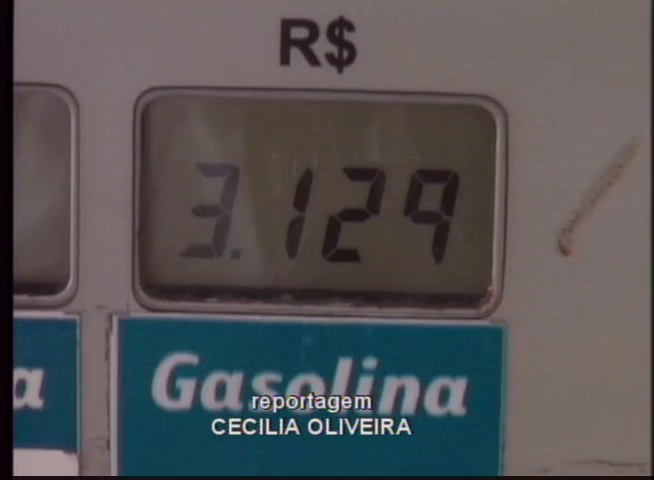 R$
3.129
a
Gasolina
reportagem
CECILIA OLIVEIRA